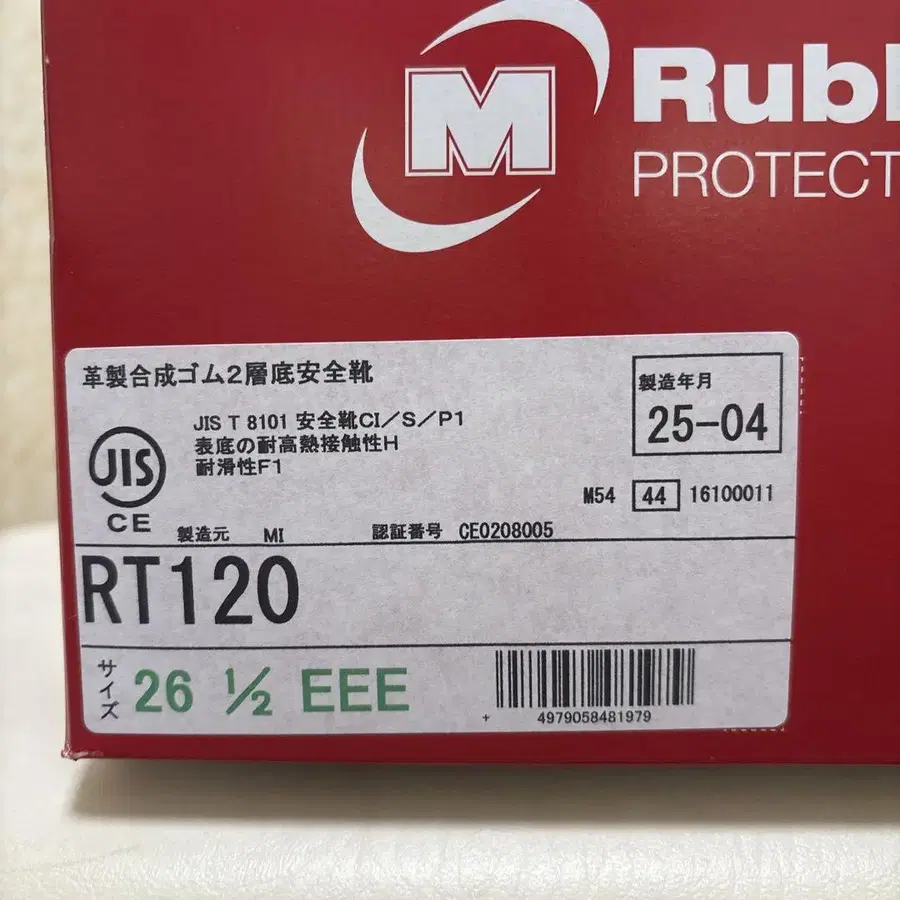 M
PROTECT
革製合成ゴム2層底安全靴
製造年月
25-04
JIS T 8101 安全靴CI/S/P1
表底の耐高熱接触性H
耐滑性F1
JIS
CE
M54 44 16100011
製造元 MI 認証番号 CE0208005
RT120
サイズ 26 1/2 EEE
4979058481979